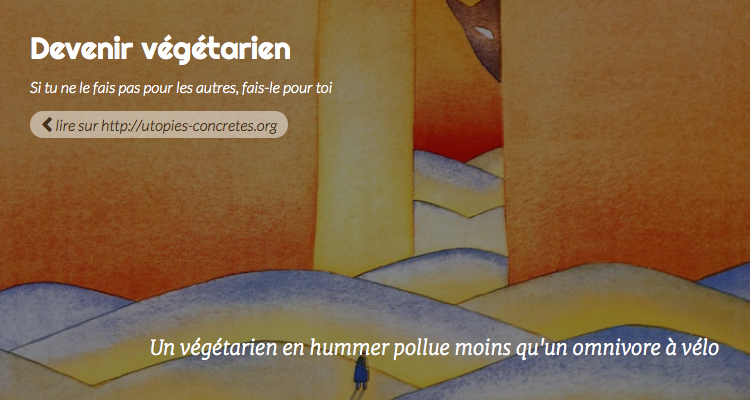 Devenir végétarien
Si tu ne le fais pas pour les autres, fais-le pour toi
lire sur http://utopies-concretes.org
Un végétarien en hummer pollue moins qu'un omnivore à vélo